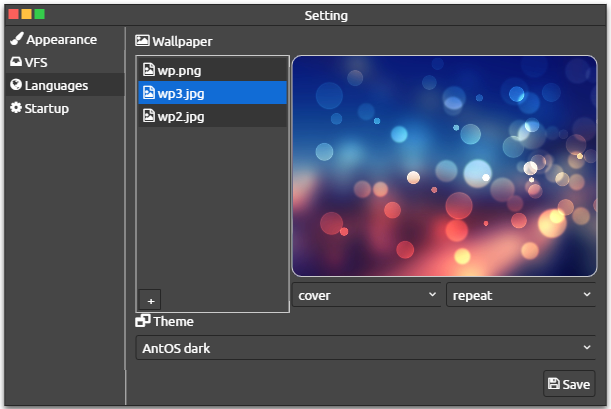 Setting
Appearance
VFS
Languages
Startup
Wallpaper
wp.png
wp3.jpg
wp2.jpg
+
cover
repeat
Theme
AntOS dark
Save